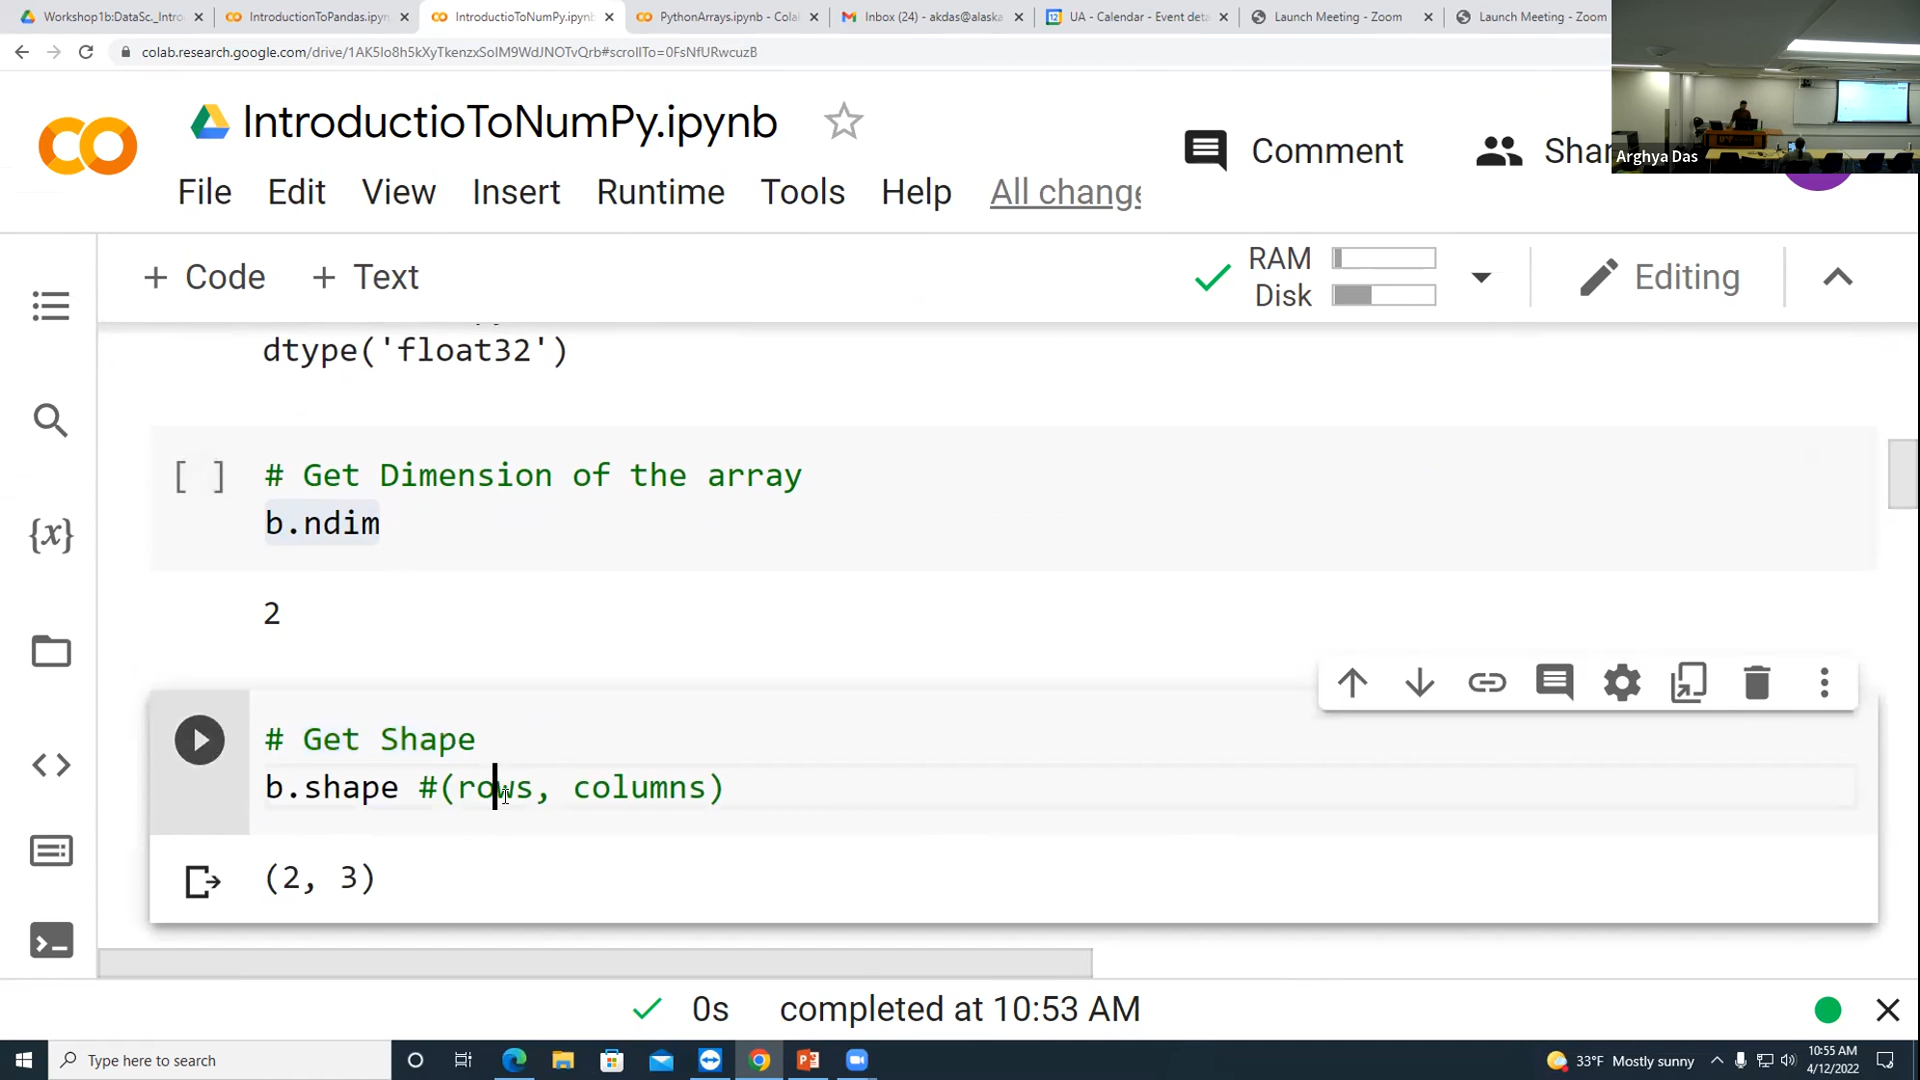 Workshop1b:DataSc._Intro
IntroductionToPandas.ipyn
IntroductioToNumPy.ipynb
PythonArrays.ipynb - Colab
Inbox (24) - akdas@alaska
UA - Calendar - Event deta
Launch Meeting - Zoom
Launch Meeting - Zoom
colab.research.google.com/drive/1AK5Io8h5kXyTkenzxSoIM9WdJNOTvQrb#scrollTo=0FsNfURwcuzB
IntroductioToNumPy.ipynb
Comment
Shar
Arghya Das
File Edit View Insert Runtime Tools Help All change
+ Code + Text
RAM
Disk
Editing
dtype('float32')
[ ] # Get Dimension of the array
b.ndim
2
# Get Shape
b.shape #(rows, columns)
(2, 3)
0s completed at 10:53 AM
Type here to search
33°F Mostly sunny
10:55 AM
4/12/2022